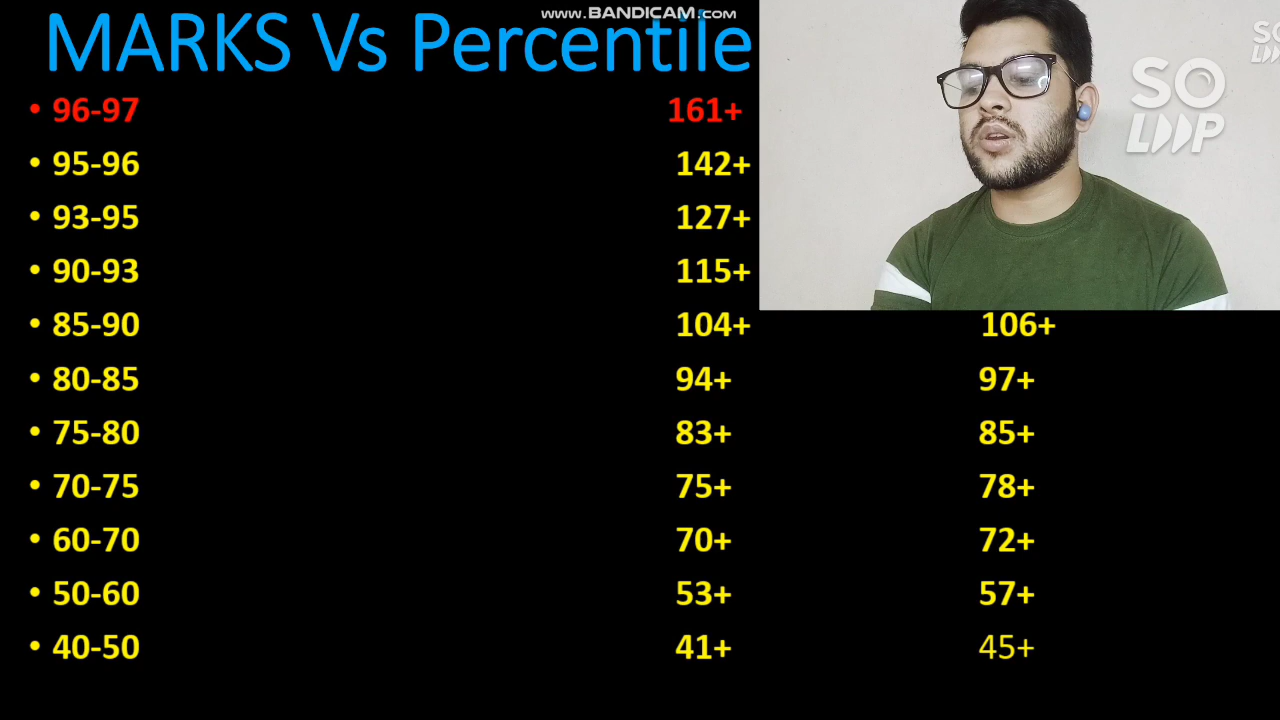 www.BANDICAM.com
MARKS Vs Percentile
• 96-97 161+
• 95-96 142+
• 93-95 127+
• 90-93 115+
• 85-90 104+ 106+
• 80-85 94+ 97+
• 75-80 83+ 85+
• 70-75 75+ 78+
• 60-70 70+ 72+
• 50-60 53+ 57+
• 40-50 41+ 45+
SO
LOOP